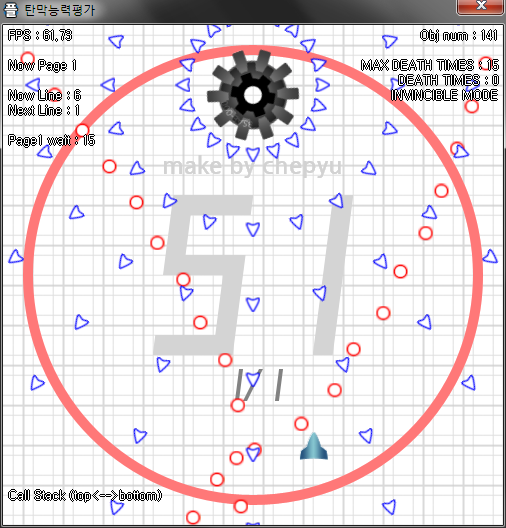 플 탄막능력평가
FPS : 61,73
Obj num : 141
Now Page 1
MAX DEATH TIMES : 15
DEATH TIMES : 0
Now Line : 6
INVINCIBLE MODE
Next Line : 1
Page1 wait : 15
make by chepyu
51
Call Stack (top<-->bottom)